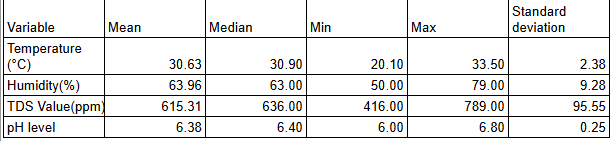 Variable Mean Median Min Max Standard deviation
Temperature (°C) 30.63 30.90 20.10 33.50 2.38
Humidity(%) 63.96 63.00 50.00 79.00 9.28
TDS Value(ppm) 615.31 636.00 416.00 789.00 95.55
pH level 6.38 6.40 6.00 6.80 0.25